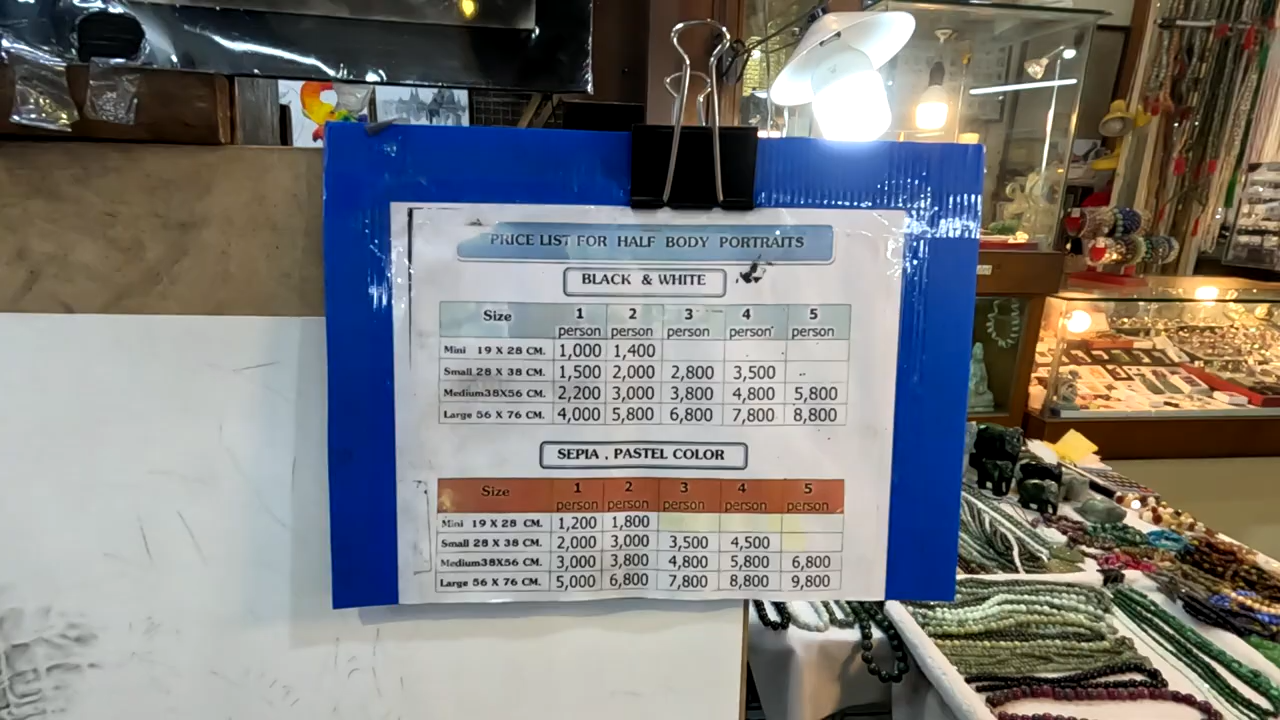 PRICE LIST FOR HALF BODY PORTRAITS
BLACK & WHITE
Size 1 person 2 person 3 person 4 person 5 person
Mini 19 X 28 CM. 1,000 1,400
Small 28 X 38 CM. 1,500 2,000 2,800 3,500
Medium38X56 CM. 2,200 3,000 3,800 4,800 5,800
Large 56 X 76 CM. 4,000 5,800 6,800 7,800 8,800
SEPIA , PASTEL COLOR
Size 1 person 2 person 3 person 4 person 5 person
Mini 19 X 28 CM. 1,200 1,800
Small 28 X 38 CM. 2,000 3,000 3,500 4,500
Medium38X56 CM. 3,000 3,800 4,800 5,800 6,800
Large 56 X 76 CM. 5,000 6,800 7,800 8,800 9,800